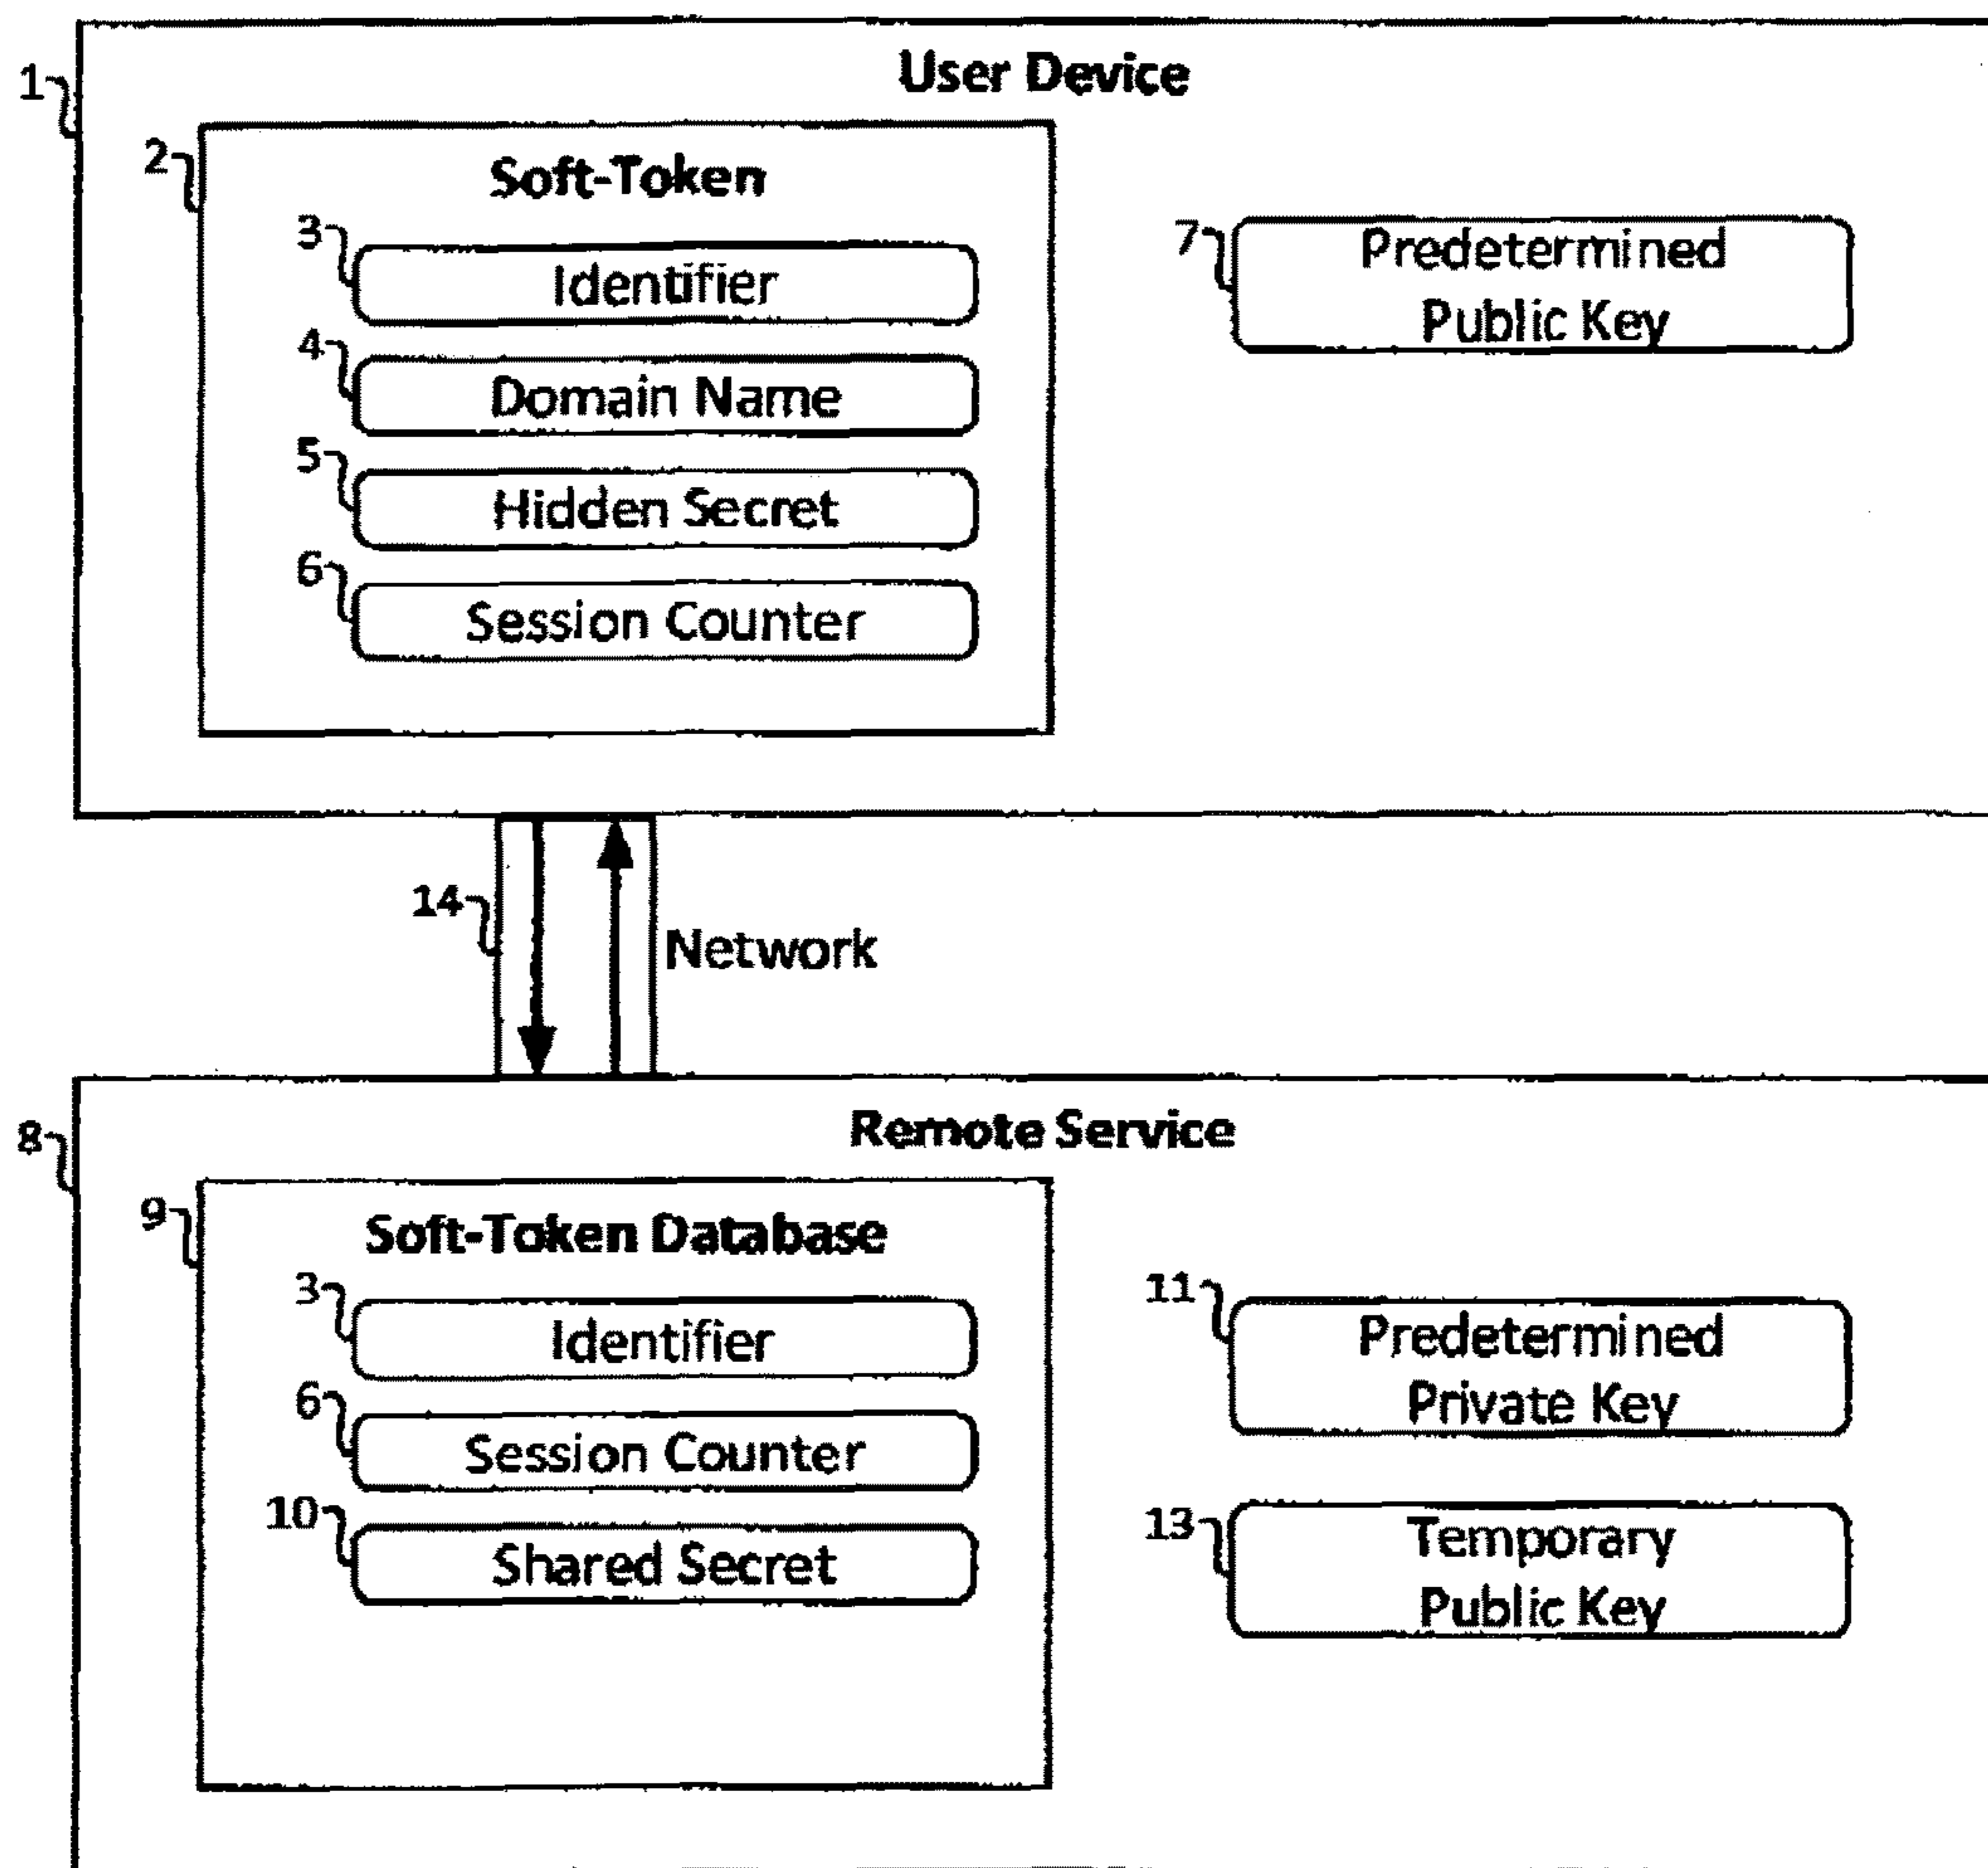 User Device
1
2
Soft-Token
3
Identifier
4
Domain Name
5
Hidden Secret
6
Session Counter
7
Predetermined
Public Key
14
Network
Remote Service
8
9
Soft-Token Database
3
Identifier
6
Session Counter
10
Shared Secret
11
Predetermined
Private Key
13
Temporary
Public Key